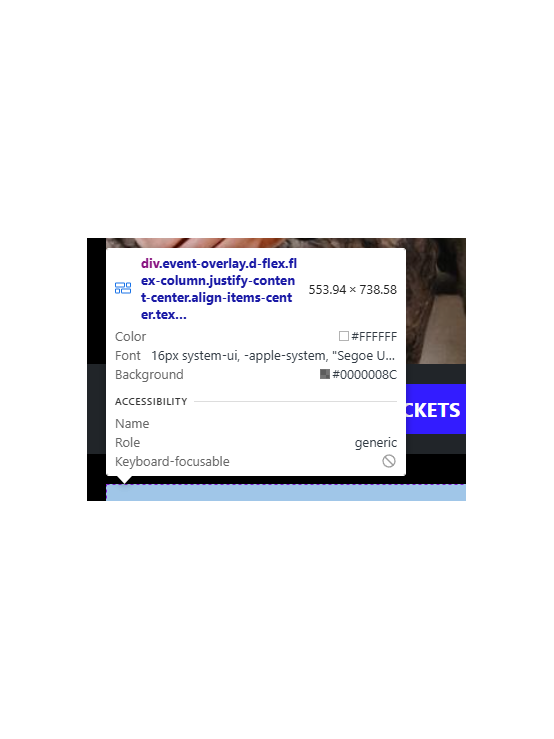 div.event-overlay.d-flex.fl
ex-column.justify-conten
t-center.align-items-cent
er.tex...
553.94 × 738.58
Color #FFFFFF
Font 16px system-ui, -apple-system, "Segoe U...
Background #0000008C
ACCESSIBILITY
Name
Role generic
Keyboard-focusable
CKETS